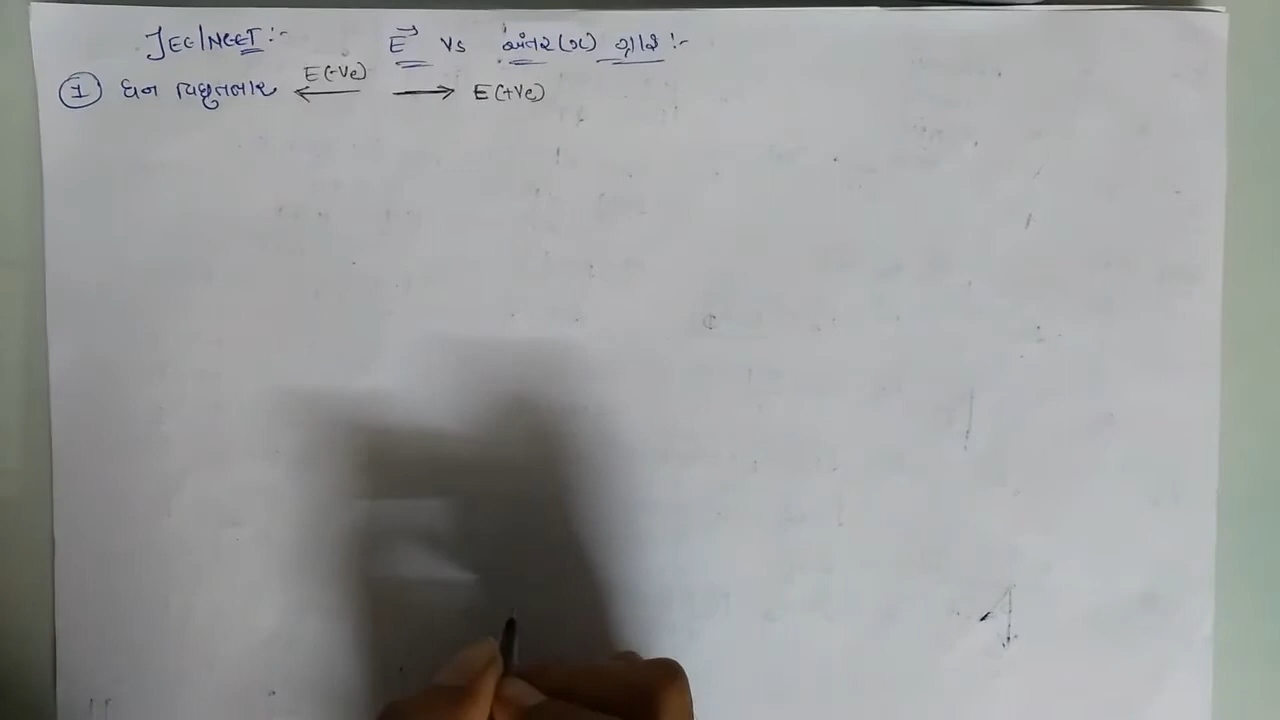 JEE/NEET :- E⃗ vs અંતર (x) ગ્રાફ :-
① ધન વિદ્યુતભાર ← E(-Ve) → E(+Ve)